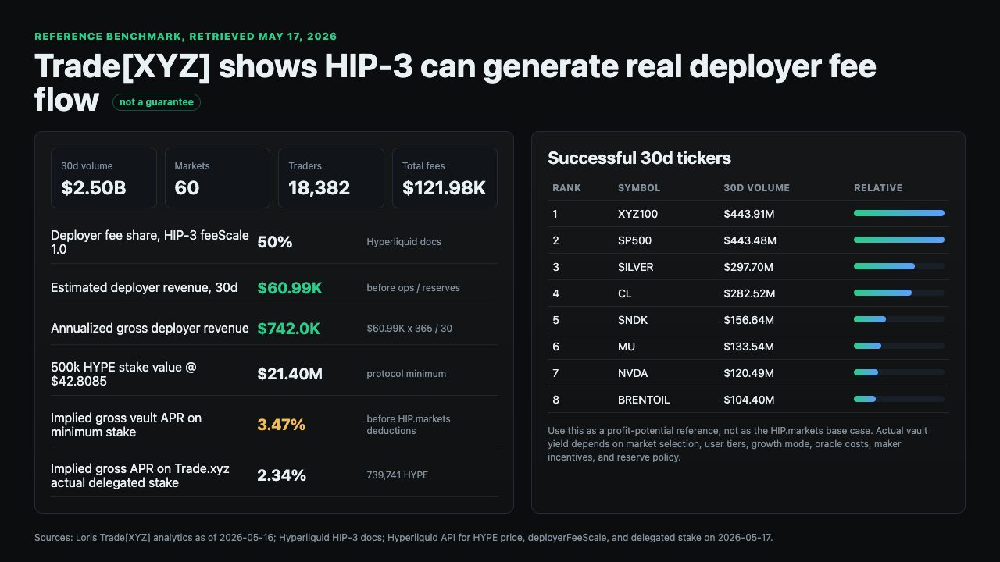 REFERENCE BENCHMARK, RETRIEVED MAY 17, 2026
Trade[XYZ] shows HIP-3 can generate real deployer fee
flow not a guarantee
30d volume
$2.50B
Markets
60
Traders
18,382
Total fees
$121.98K
Deployer fee share, HIP-3 feeScale
1.0
50%
Hyperliquid docs
Estimated deployer revenue, 30d
$60.99K
before ops / reserves
Annualized gross deployer revenue
$742.0K
$60.99K x 365 / 30
500k HYPE stake value @
$42.8085
$21.40M
protocol minimum
Implied gross vault APR on
minimum stake
3.47%
before HIP.markets
deductions
Implied gross APR on Trade.xyz
actual delegated stake
2.34%
739,741 HYPE
Successful 30d tickers
RANK SYMBOL 30D VOLUME RELATIVE
1 XYZ100 $443.91M
2 SP500 $443.48M
3 SILVER $297.70M
4 CL $282.52M
5 SNDK $156.64M
6 MU $133.54M
7 NVDA $120.49M
8 BRENTOIL $104.40M
Use this as a profit-potential reference, not as the HIP.markets base case. Actual vault
yield depends on market selection, user tiers, growth mode, oracle costs, maker
incentives, and reserve policy.
Sources: Loris Trade[XYZ] analytics as of 2026-05-16; Hyperliquid HIP-3 docs; Hyperliquid API for HYPE price, deployerFeeScale, and delegated stake on 2026-05-17.